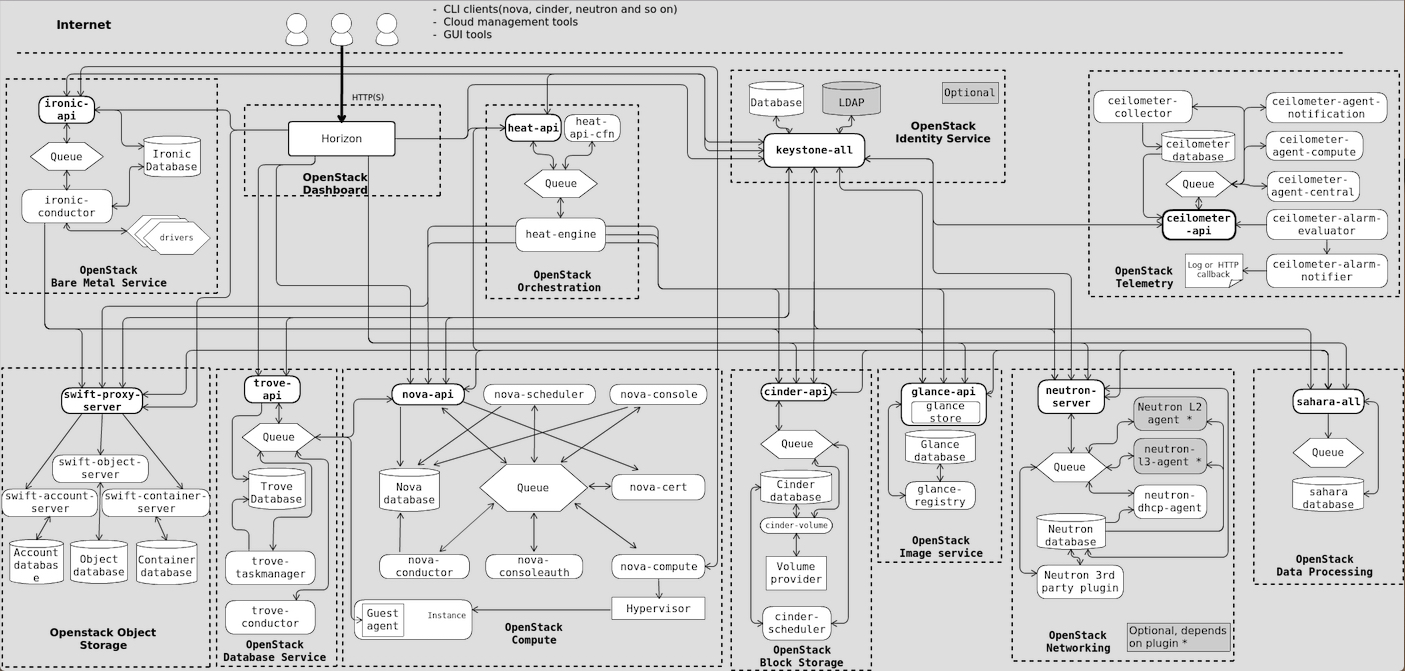 Internet
- CLI clients(nova, cinder, neutron and so on)
- Cloud management tools
- GUI tools
HTTP(S)
ironic-
api
Queue
Ironic
Database
ironic-
conductor
drivers
OpenStack
Bare Metal Service
Horizon
OpenStack
Dashboard
heat-api
heat-
api-cfn
Queue
heat-engine
OpenStack
Orchestration
Database
LDAP
Optional
keystone-all
OpenStack
Identity Service
ceilometer-
collector
ceilometer-agent-
notification
ceilometer
database
ceilometer-
agent-compute
Queue
ceilometer-
agent-central
ceilometer
-api
ceilometer-alarm-
evaluator
Log or HTTP
callback
ceilometer-alarm-
notifier
OpenStack
Telemetry
swift-proxy-
server
swift-object-
server
swift-account-
server
swift-container-
server
Account
databas
e
Object
database
Container
database
Openstack Object
Storage
trove-
api
Queue
Trove
Database
trove-
taskmanager
trove-
conductor
OpenStack
Database Service
nova-api
nova-scheduler
nova-console
Nova
database
Queue
nova-cert
nova-
conductor
nova-
consoleauth
nova-compute
Guest
agent
Instance
Hypervisor
OpenStack
Compute
cinder-api
Queue
Cinder
database
cinder-volume
Volume
provider
cinder-
scheduler
OpenStack
Block Storage
glance-api
glance
store
Glance
database
glance-
registry
OpenStack
Image service
neutron-
server
Neutron L2
agent *
Queue
neutron-
l3-agent *
neutron-
dhcp-agent
Neutron
database
Neutron 3rd
party plugin
OpenStack
Networking
Optional, depends
on plugin *
sahara-all
Queue
sahara
database
OpenStack
Data Processing